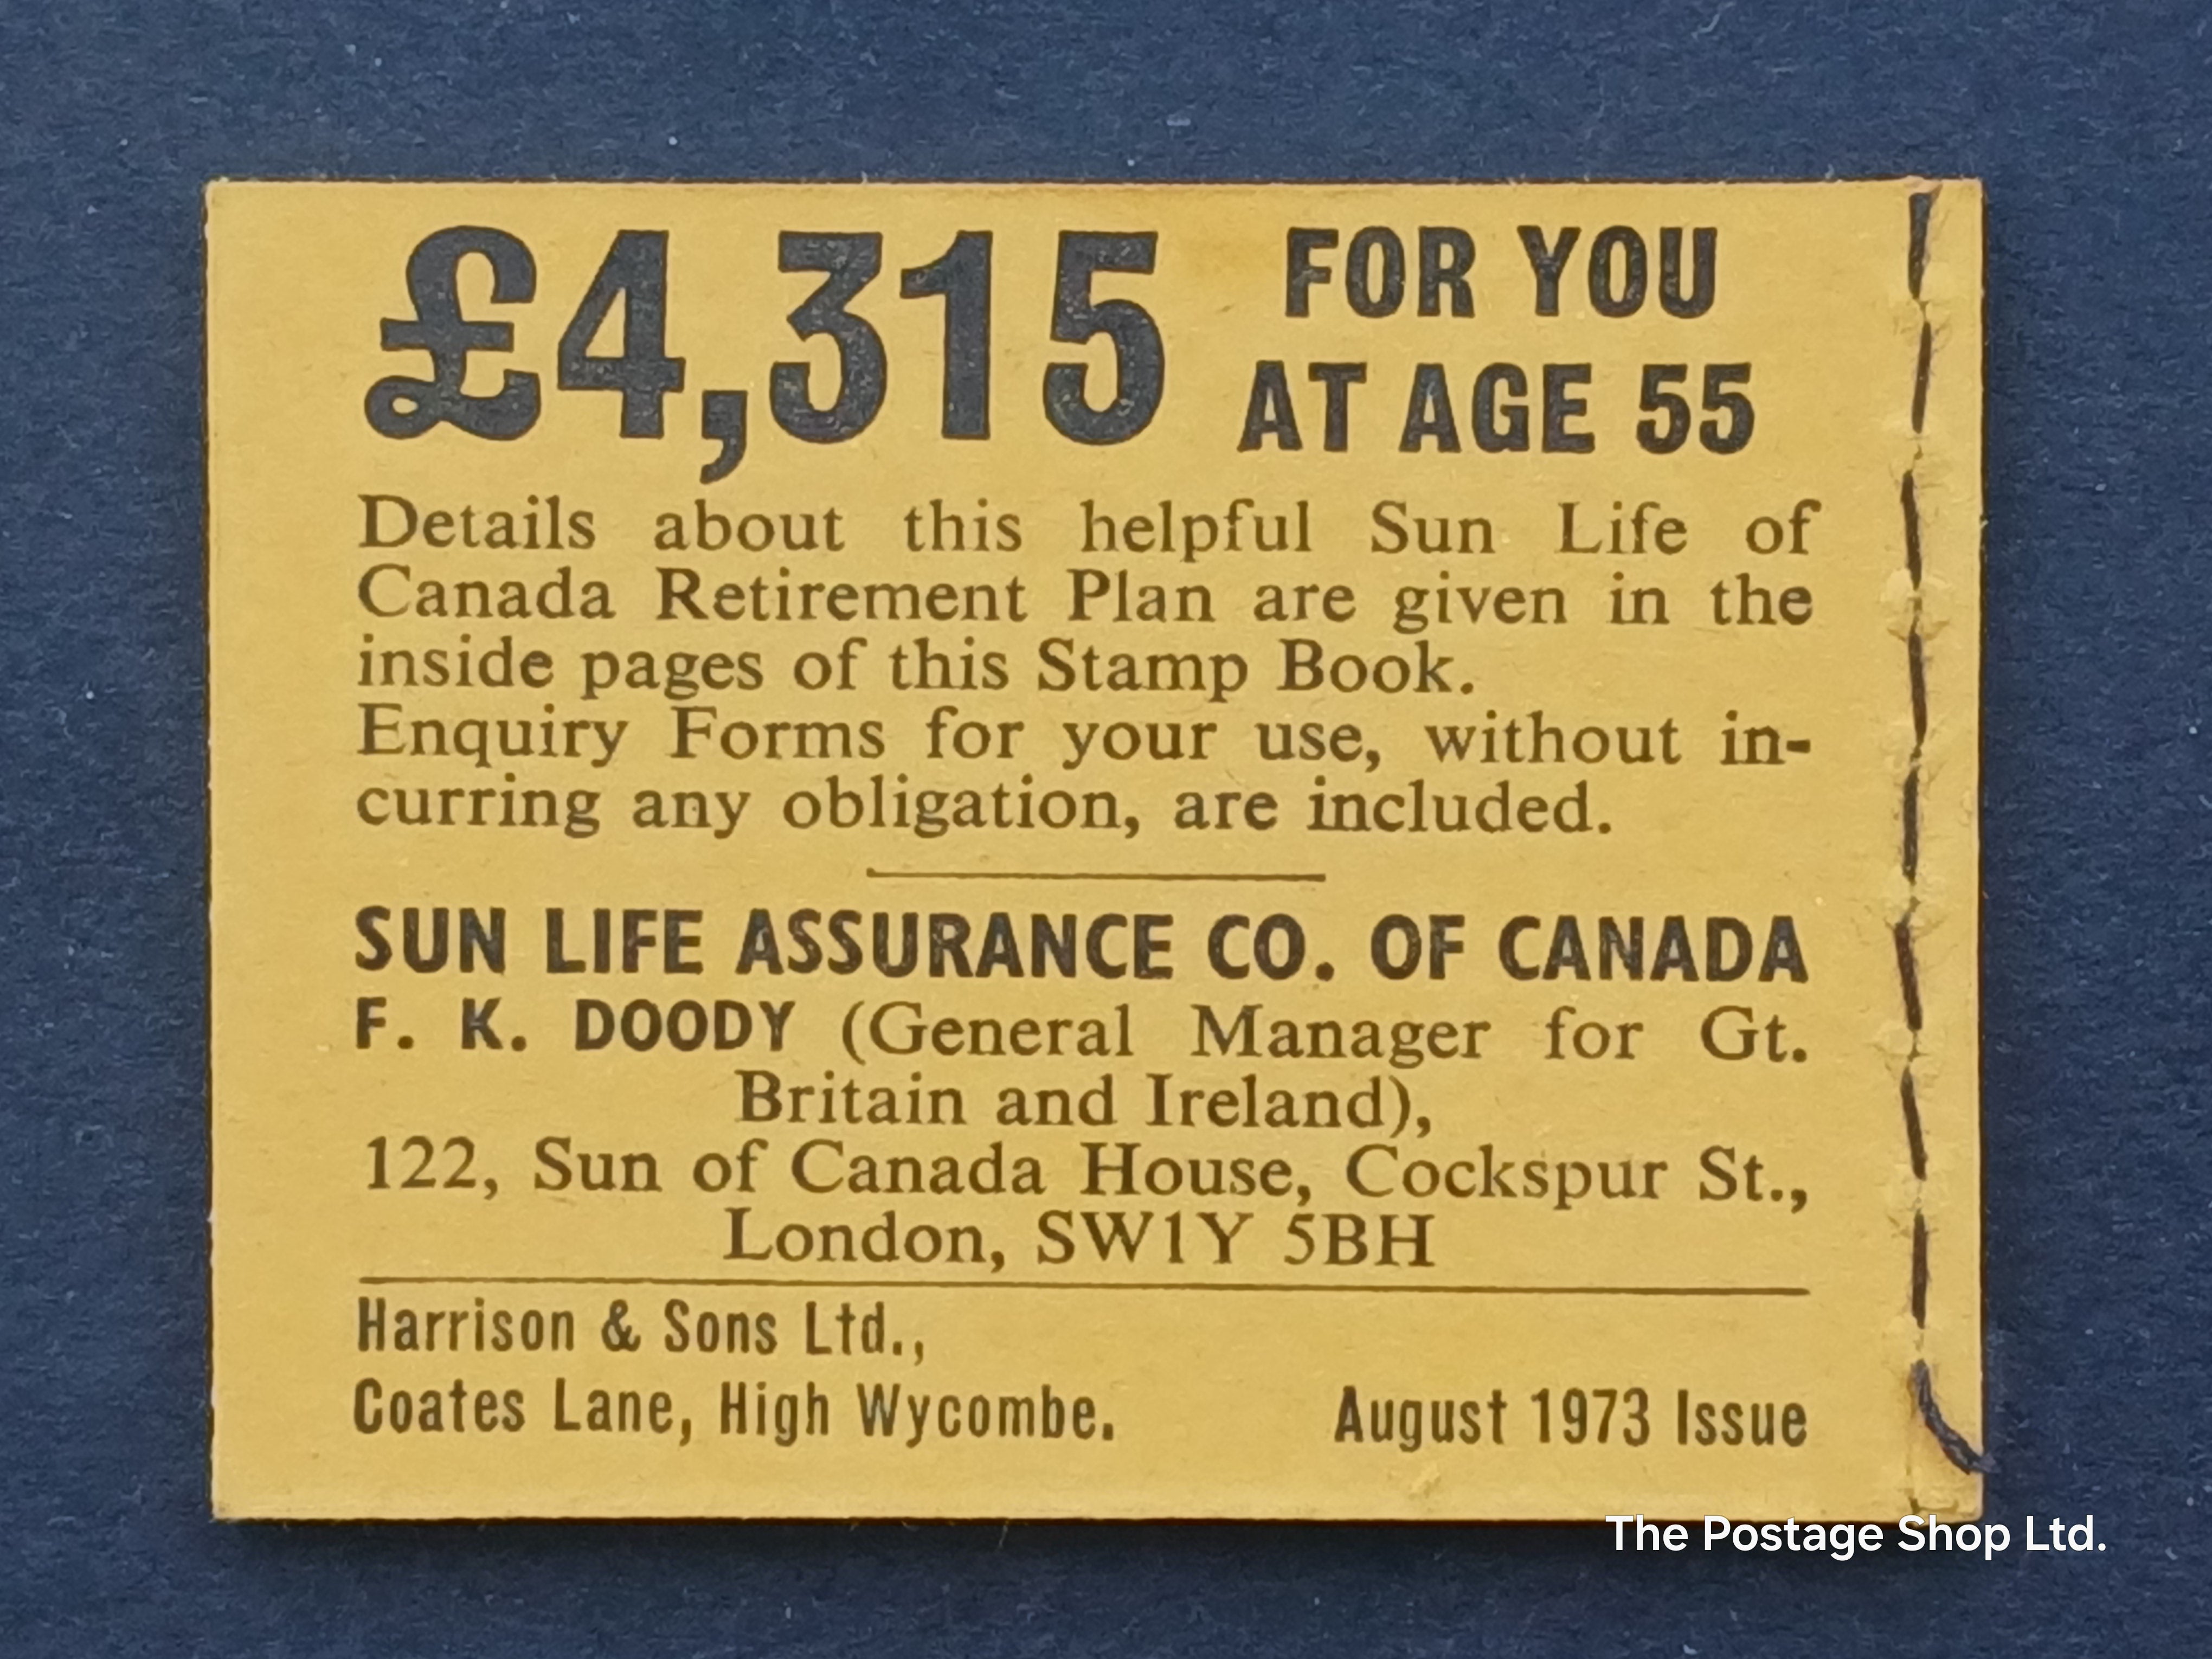 £4,315 FOR YOU
AT AGE 55
Details about this helpful Sun Life of
Canada Retirement Plan are given in the
inside pages of this Stamp Book.
Enquiry Forms for your use, without in-
curring any obligation, are included.
SUN LIFE ASSURANCE CO. OF CANADA
F. K. DOODY (General Manager for Gt.
Britain and Ireland),
122, Sun of Canada House, Cockspur St.,
London, SW1Y 5BH
Harrison & Sons Ltd.,
Coates Lane, High Wycombe. August 1973 Issue
The Postage Shop Ltd.